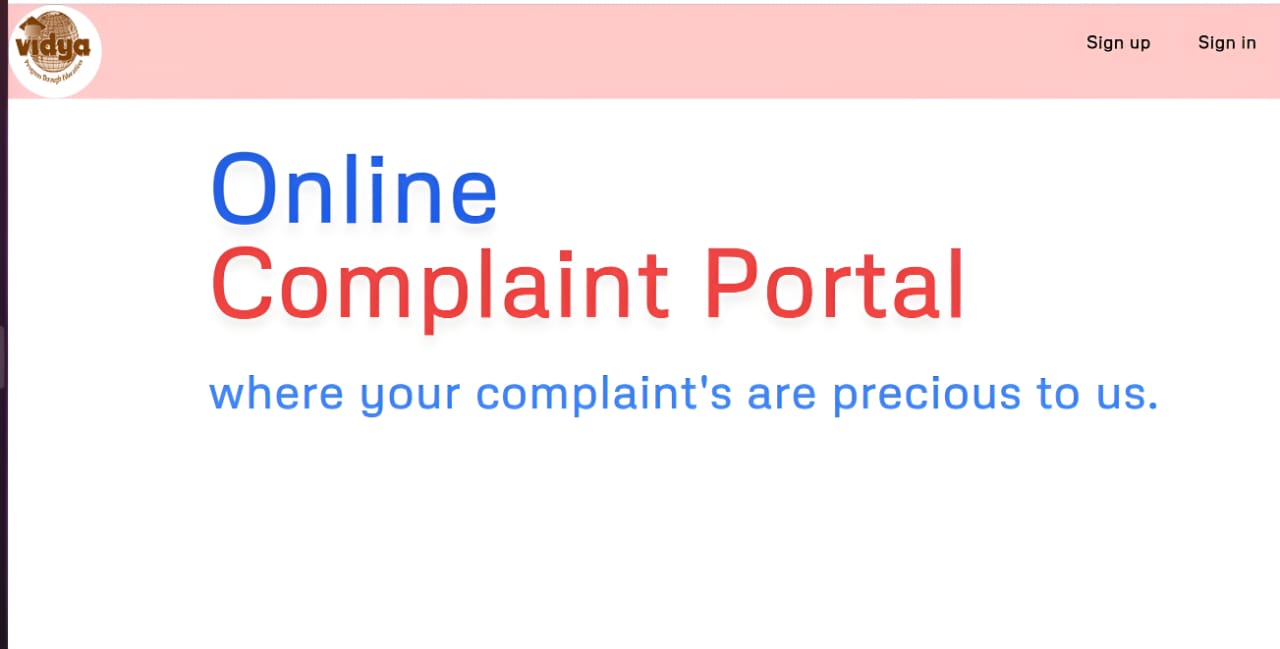 vidya
Progress Through Education
Sign up
Sign in
Online
Complaint Portal
where your complaint's are precious to us.